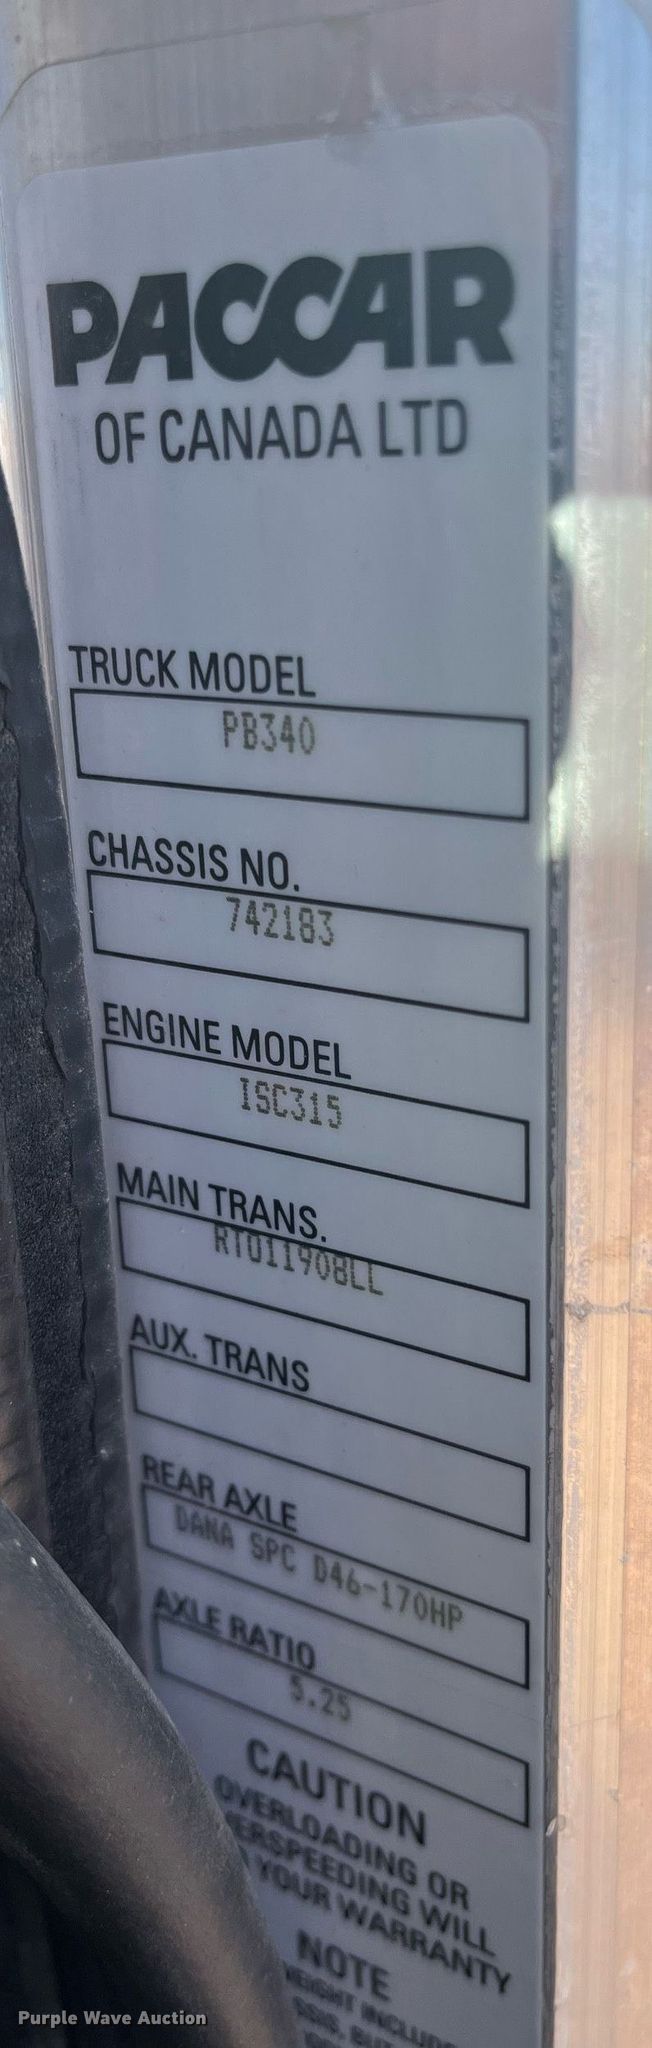 PACCAR
OF CANADA LTD
TRUCK MODEL
PB340
CHASSIS NO.
742183
ENGINE MODEL
ISC315
MAIN TRANS.
RTO11908LL
AUX. TRANS
REAR AXLE
DANA SPC D46-170HP
AXLE RATIO
5.25
CAUTION
OVERLOADING OR
ERSPEEDING WILL
YOUR WARRANTY
NOTE
Purple Wave Auction